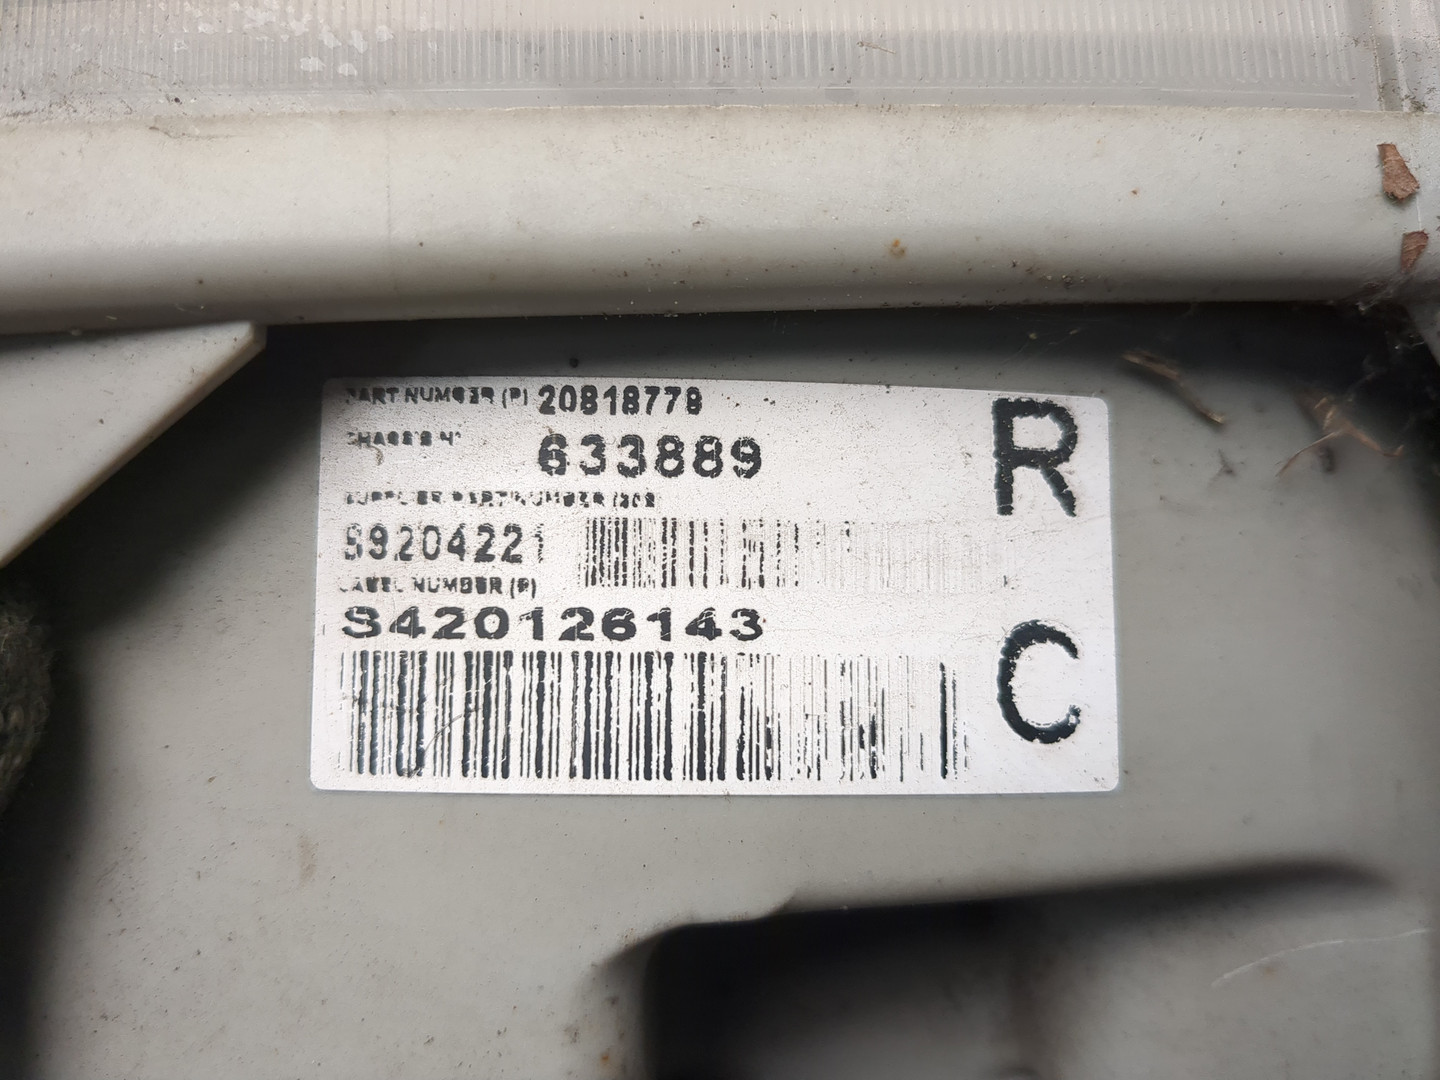 PART NUMBER (P) 20818778
CHASSIS N° 633889
SUPPLIER PART NUMBER (30S)
S9204221
LABEL NUMBER (P)
S420126143
R
C